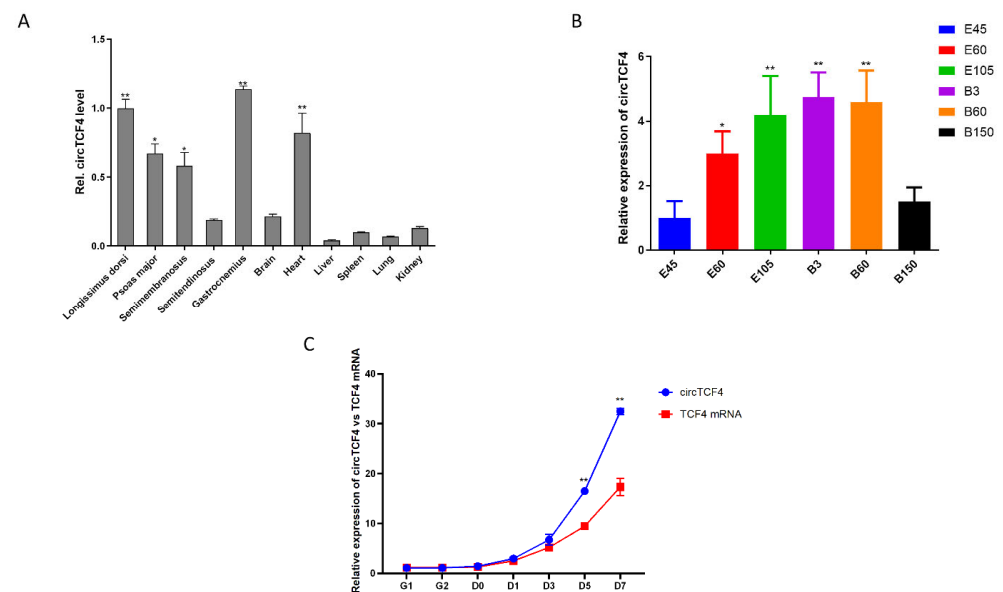 A
Rel. circTCF4 level
1.5
1.0
0.5
0.0
**
*
*
**
**
Longissimus dorsi
Psoas major
Semimembranosus
Semitendinosus
Gastrocnemius
Brain
Heart
Liver
Spleen
Lung
Kidney
B
Relative expression of circTCF4
6
4
2
0
*
**
**
**
E45
E60
E105
B3
B60
B150
E45
E60
E105
B3
B60
B150
C
Relative expression of circTCF4 vs TCF4 mRNA
40
30
20
10
0
**
**
G1
G2
D0
D1
D3
D5
D7
circTCF4
TCF4 mRNA